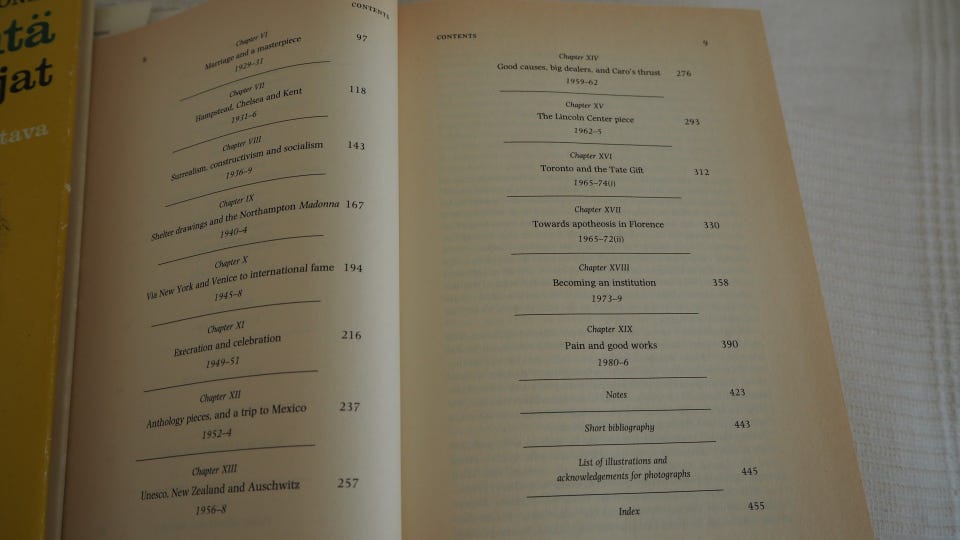 tä
jat
tava
8
CONTENTS
Chapter VI
Marriage and a masterpiece 97
1929–31
Chapter VII
Hampstead, Chelsea and Kent 118
1931–6
Chapter VIII
Surrealism, constructivism and socialism 143
1936–9
Chapter IX
Shelter drawings and the Northampton Madonna 167
1940–4
Chapter X
Via New York and Venice to international fame 194
1945–8
Chapter XI
Execration and celebration 216
1949–51
Chapter XII
Anthology pieces, and a trip to Mexico 237
1952–4
Chapter XIII
Unesco, New Zealand and Auschwitz 257
1956–8
CONTENTS
9
Chapter XIV
Good causes, big dealers, and Caro's thrust 276
1959–62
Chapter XV
The Lincoln Center piece 293
1962–5
Chapter XVI
Toronto and the Tate Gift 312
1965–74(i)
Chapter XVII
Towards apotheosis in Florence 330
1965–72(ii)
Chapter XVIII
Becoming an institution 358
1973–9
Chapter XIX
Pain and good works 390
1980–6
Notes 423
Short bibliography 443
List of illustrations and
acknowledgements for photographs 445
Index 455